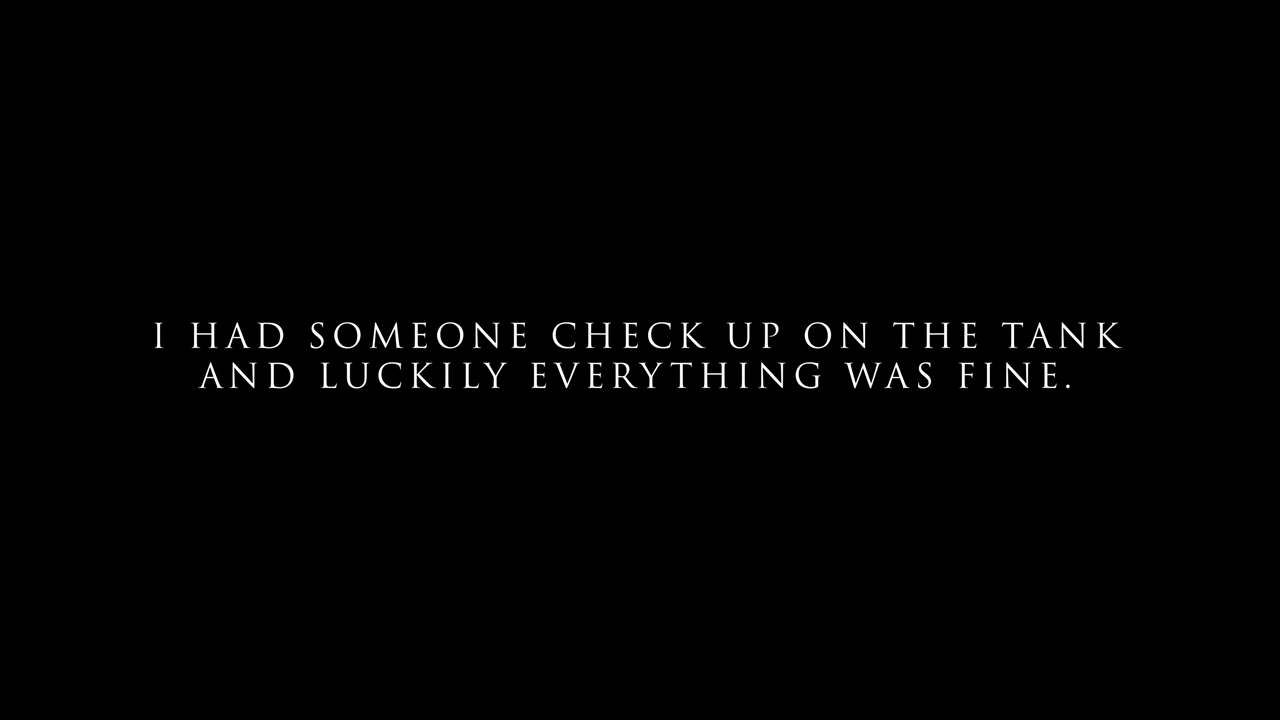 I HAD SOMEONE CHECK UP ON THE TANK
AND LUCKILY EVERYTHING WAS FINE.